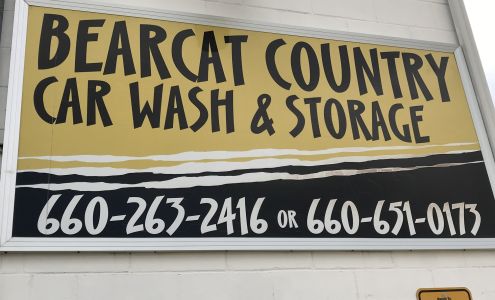 BEARCAT COUNTRY
CAR WASH & STORAGE
660-263-2416 OR 660-651-0173